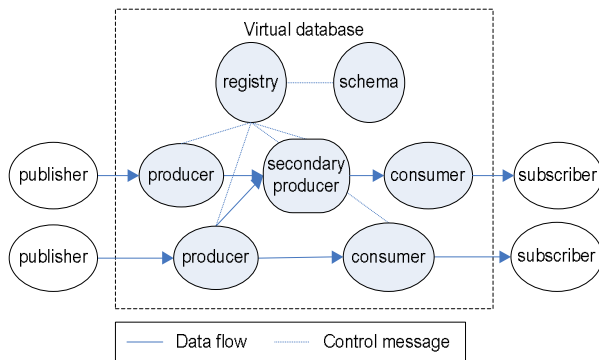 Virtual database
registry
schema
publisher
producer
secondary
producer
consumer
subscriber
publisher
producer
consumer
subscriber
Data flow
Control message